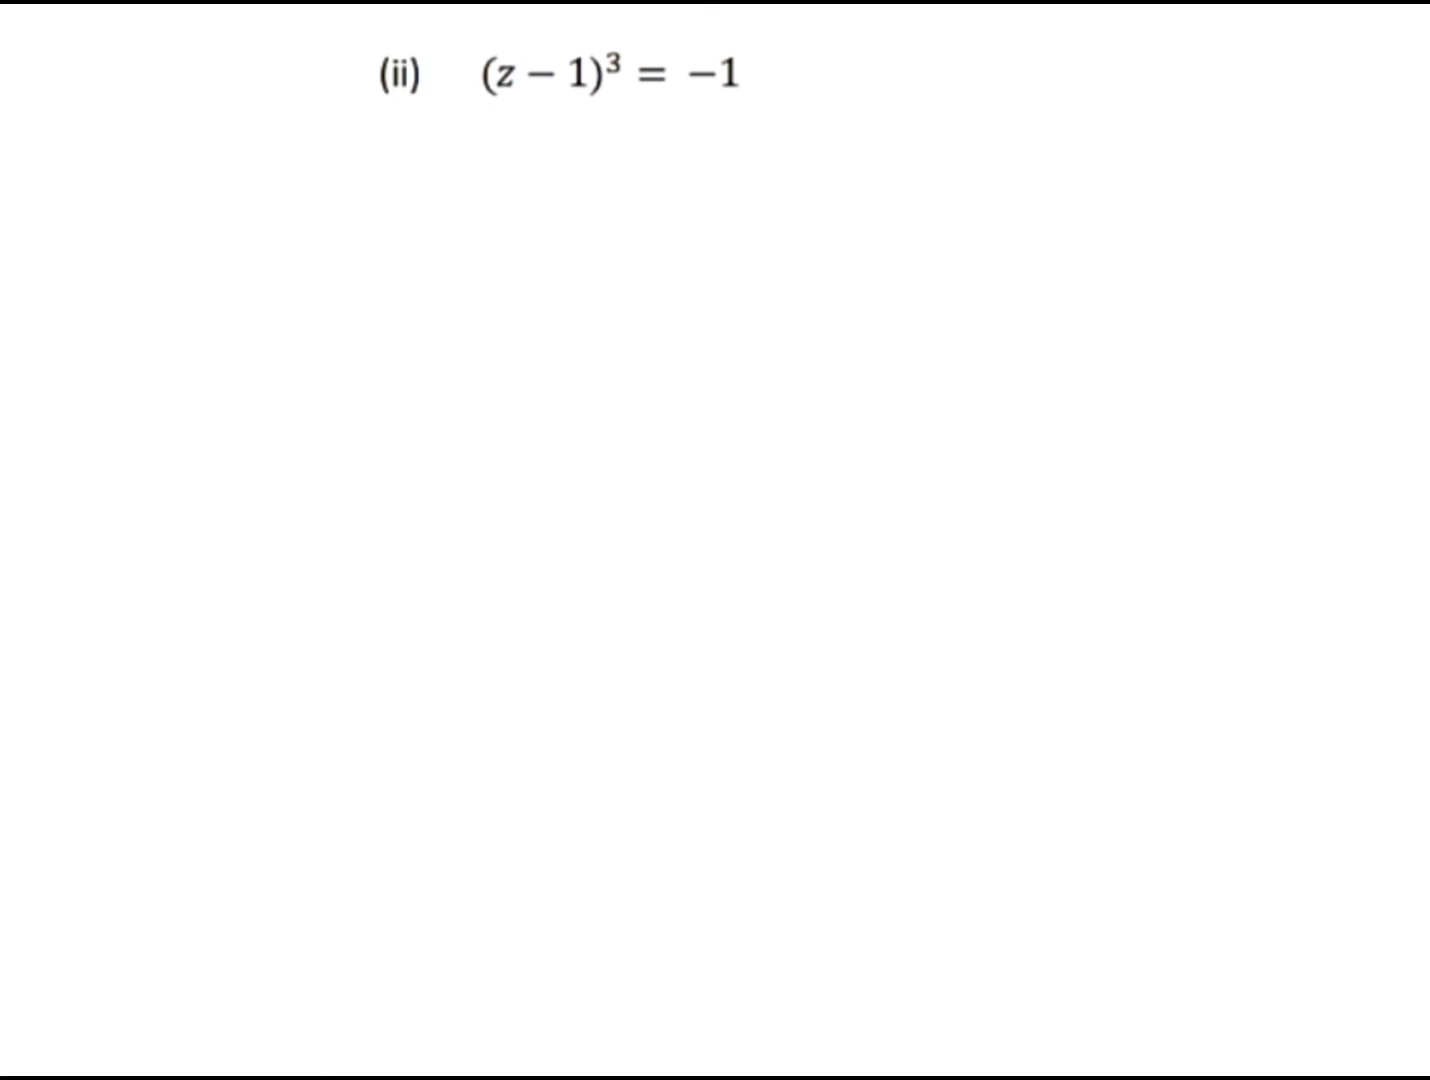 (ii) (z − 1)³ = −1